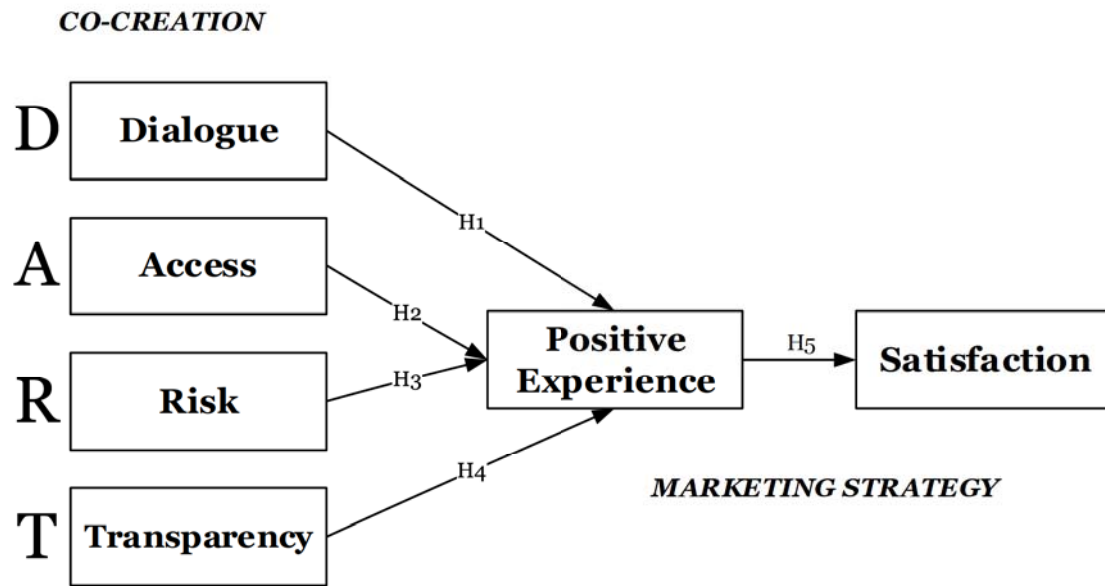 CO-CREATION
D
Dialogue
H1
A
Access
H2
Positive
Experience
H5
Satisfaction
R
Risk
H3
H4
MARKETING STRATEGY
T
Transparency